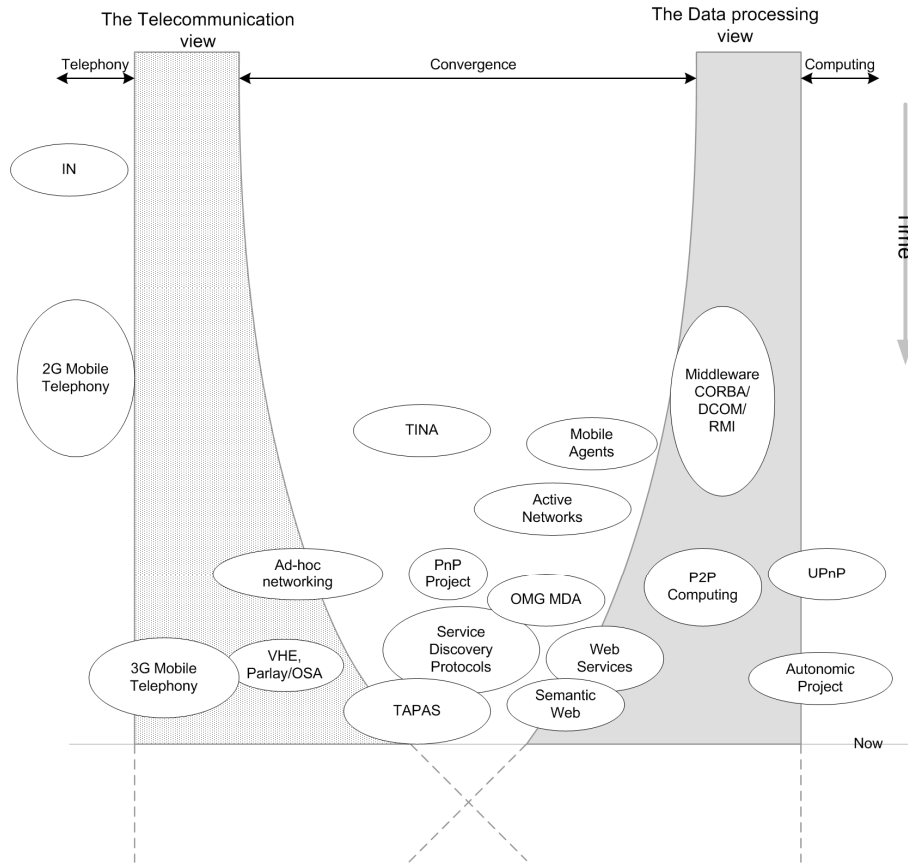 The Telecommunication
view
The Data processing
view
Telephony
Convergence
Computing
IN
Time
2G Mobile
Telephony
Middleware
CORBA/
DCOM/
RMI
TINA
Mobile
Agents
Active
Networks
Ad-hoc
networking
PnP
Project
OMG MDA
P2P
Computing
UPnP
Service
Discovery
Protocols
Web
Services
3G Mobile
Telephony
VHE,
Parlay/OSA
Autonomic
Project
TAPAS
Semantic
Web
Now